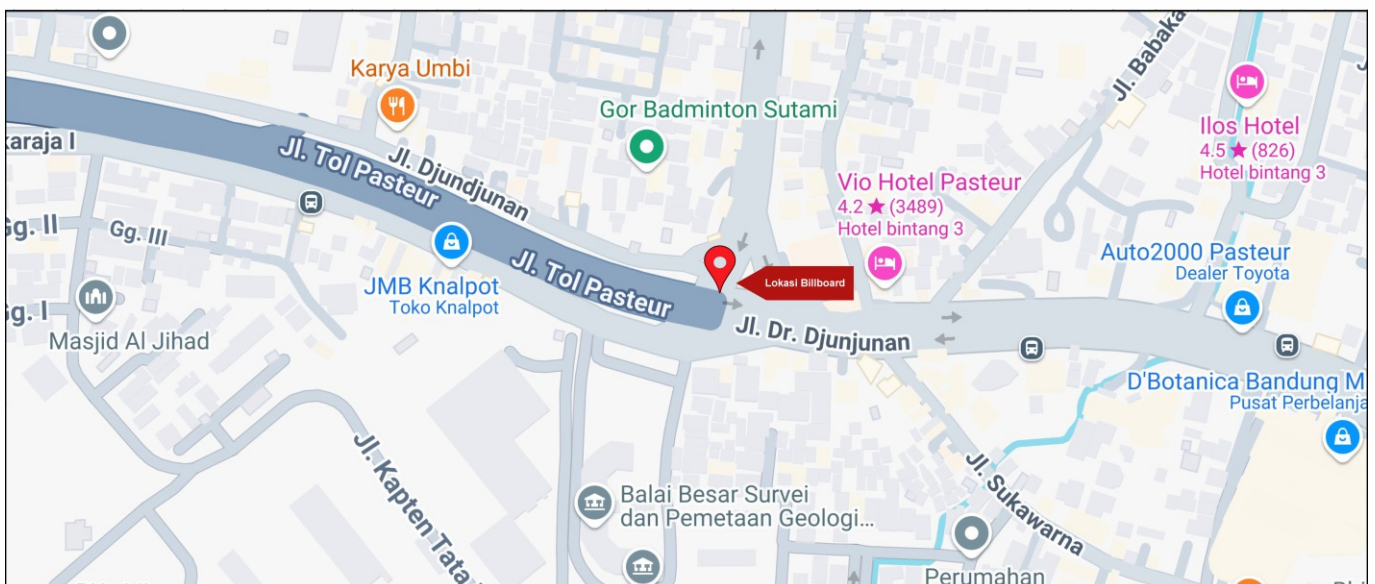 Karya Umbi
Jl. Babaka
Gor Badminton Sutami
Ilos Hotel
4.5 ★ (826)
Hotel bintang 3
karaja I
Jl. Tol Pasteur
Jl. Djundjunan
Vio Hotel Pasteur
4.2 ★ (3489)
Hotel bintang 3
Gg. II
Gg. III
Auto2000 Pasteur
Dealer Toyota
JMB Knalpot
Toko Knalpot
Jl. Tol Pasteur
Lokasi Billboard
Gg. I
Masjid Al Jihad
Jl. Dr. Djunjunan
D'Botanica Bandung M
Pusat Perbelanja
Jl. Kapten Tata
Balai Besar Survei
dan Pemetaan Geologi...
Jl. Sukawarna
Perumahan